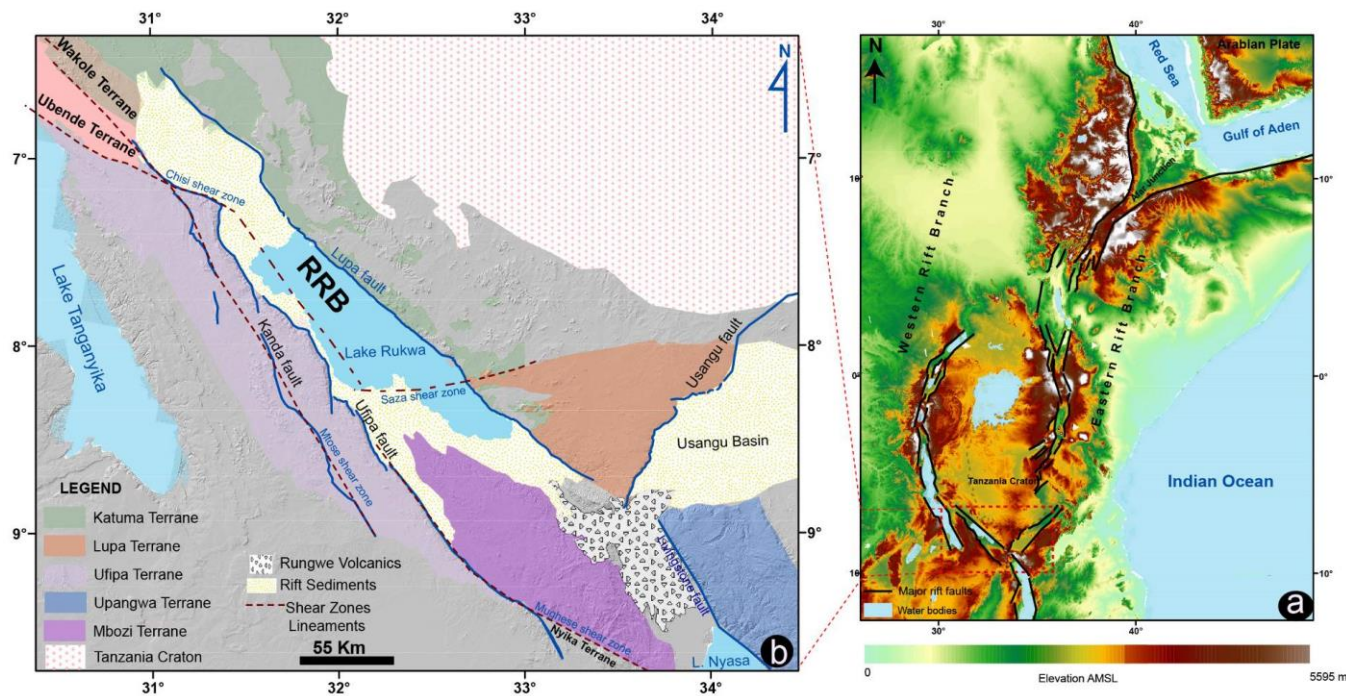 31°
32°
33°
34°
N
Wakole Terrane
Ubende Terrane
7°
7°
Chisi shear zone
RRB
Lupa fault
Lake Tanganyika
Lake Rukwa
Kanda fault
Usangu fault
8°
8°
Saza shear zone
Ufipa fault
Usangu Basin
Mtose shear zone
LEGEND
Katuma Terrane
Lupa Terrane
Ufipa Terrane
Upangwa Terrane
Mbozi Terrane
Tanzania Craton
Rungwe Volcanics
Rift Sediments
Shear Zones
Lineaments
55 Km
9°
9°
Livingstone fault
Mughese shear zone
Nyika Terrane
L. Nyasa
b
31°
32°
33°
34°
30°
40°
N
Red Sea
Arabian Plate
Gulf of Aden
10°
Junction
Western Rift Branch
Eastern Rift Branch
0°
0°
Tanzania Craton
Indian Ocean
10°
Major rift faults
Water bodies
a
30°
40°
0
Elevation AMSL
5595 m